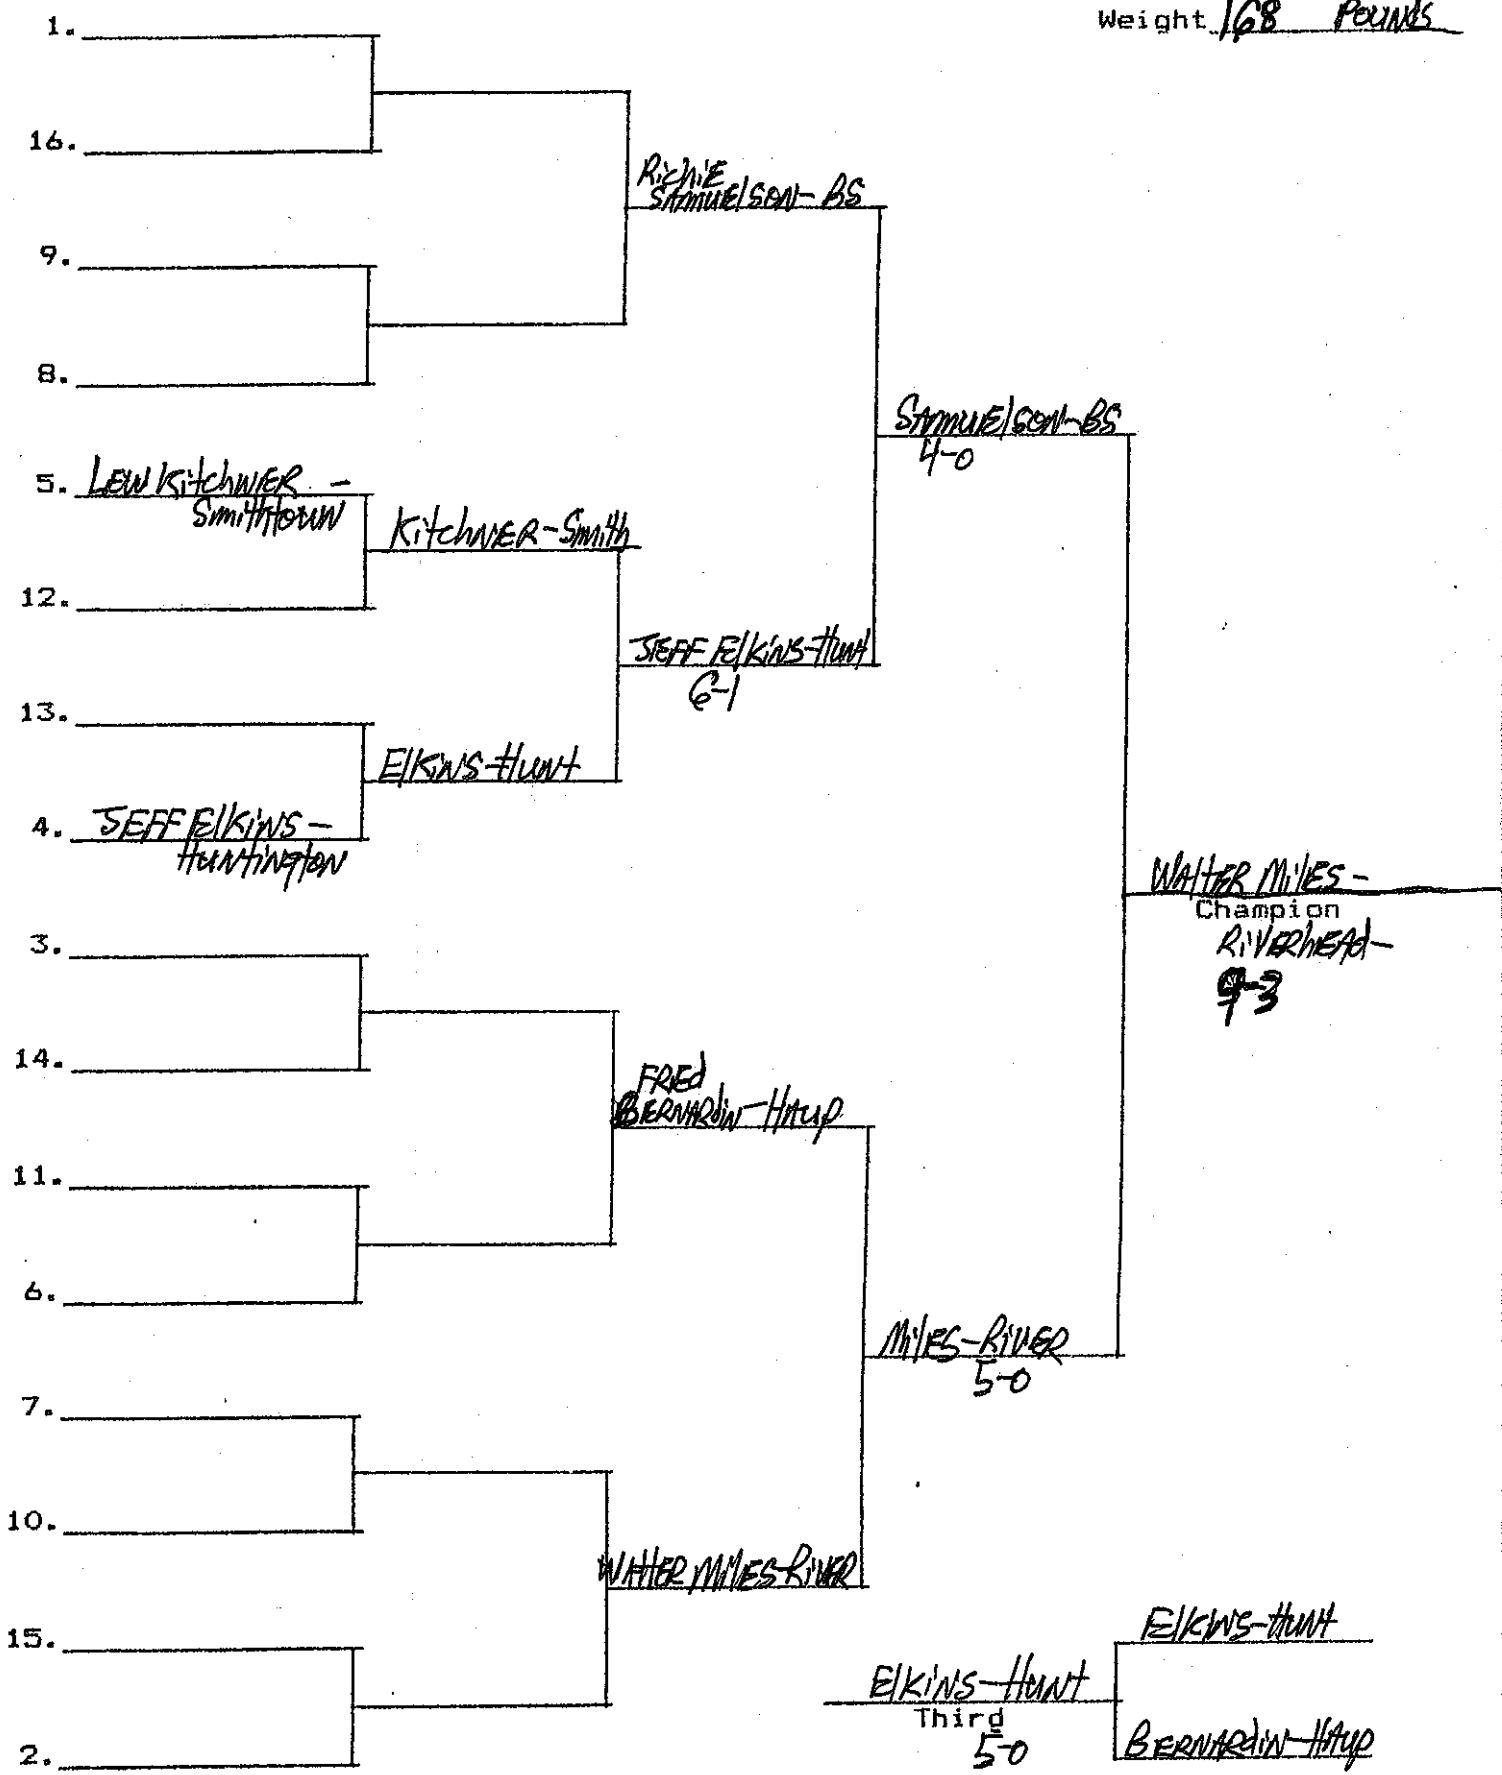 Weight 168 POUNDS
1.
16.
RichiE
SAMUElSON-BS
9.
8.
SAMUElSON-BS
4-0
5. LEW KitchNER -
Smithtown
KitchNER-Smith
12.
JEFF ElKiNS-Hunt
6-1
13.
ElKiNS-Hunt
4. JEFF ElKiNS -
HuntiNgtoN
WAltER MilES -
Champion
RiVERhEAd-
3.
14.
FREd
BERNARdiN-HAup
11.
6.
MilES-RiVER
5-0
7.
10.
WAltER MilES-RiVER
15.
ElKiNS-Hunt
ElKiNS-Hunt
Third
5-0
BERNARdiN-HAup
2.